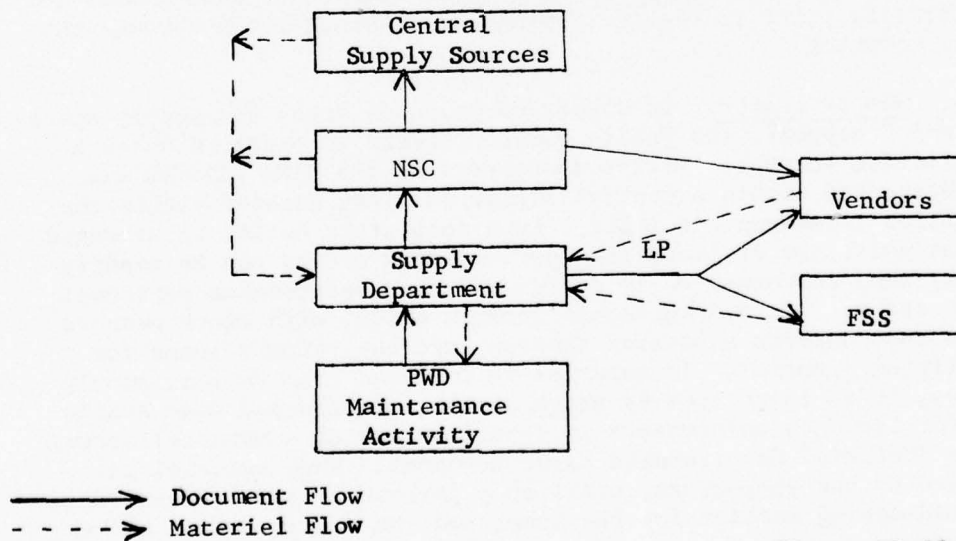 Central
Supply Sources
NSC
Vendors
LP
Supply
Department
FSS
PWD
Maintenance
Activity
Document Flow
Materiel Flow